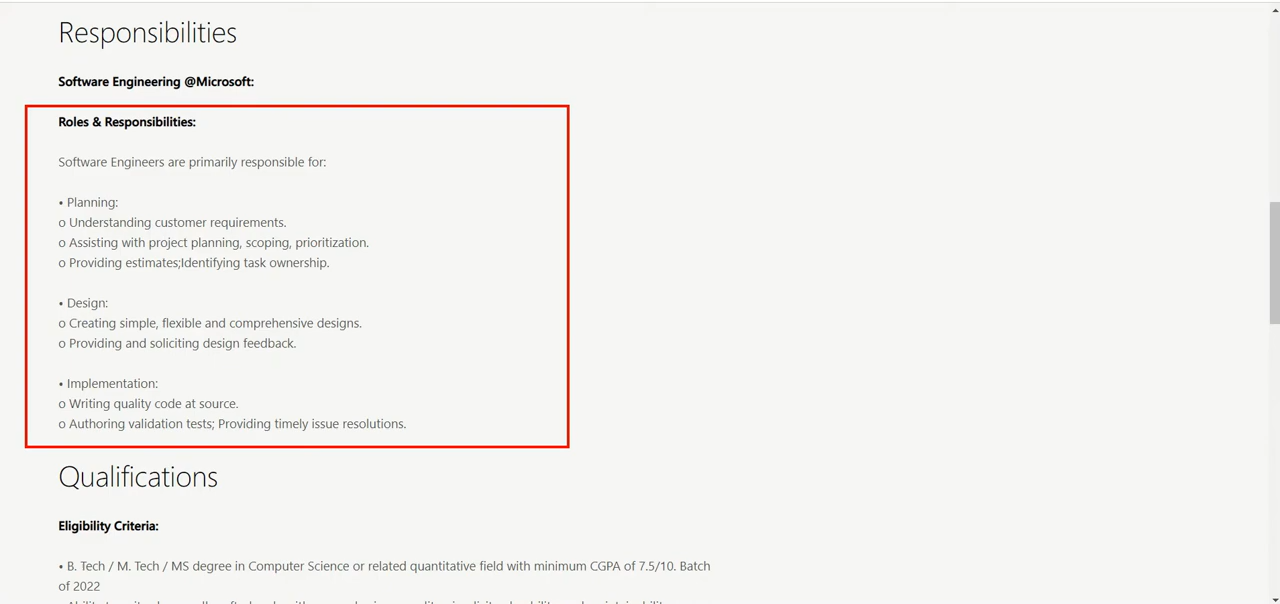 Responsibilities
Software Engineering @Microsoft:
Roles & Responsibilities:
Software Engineers are primarily responsible for:
• Planning:
o Understanding customer requirements.
o Assisting with project planning, scoping, prioritization.
o Providing estimates;Identifying task ownership.
• Design:
o Creating simple, flexible and comprehensive designs.
o Providing and soliciting design feedback.
• Implementation:
o Writing quality code at source.
o Authoring validation tests; Providing timely issue resolutions.
Qualifications
Eligibility Criteria:
• B. Tech / M. Tech / MS degree in Computer Science or related quantitative field with minimum CGPA of 7.5/10. Batch
of 2022